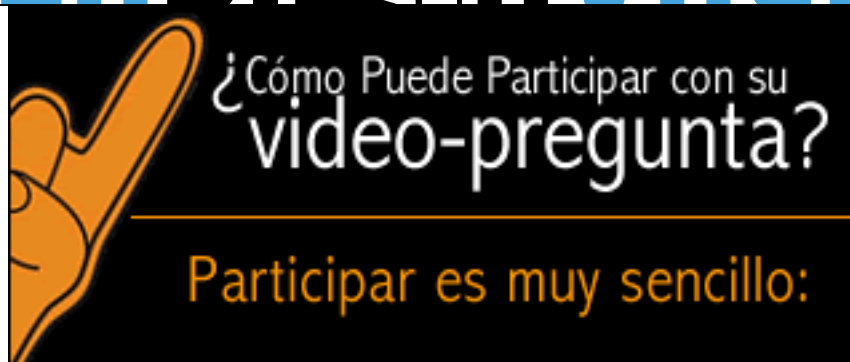 ¿Cómo Puede Participar con su
video-pregunta?
Participar es muy sencillo: